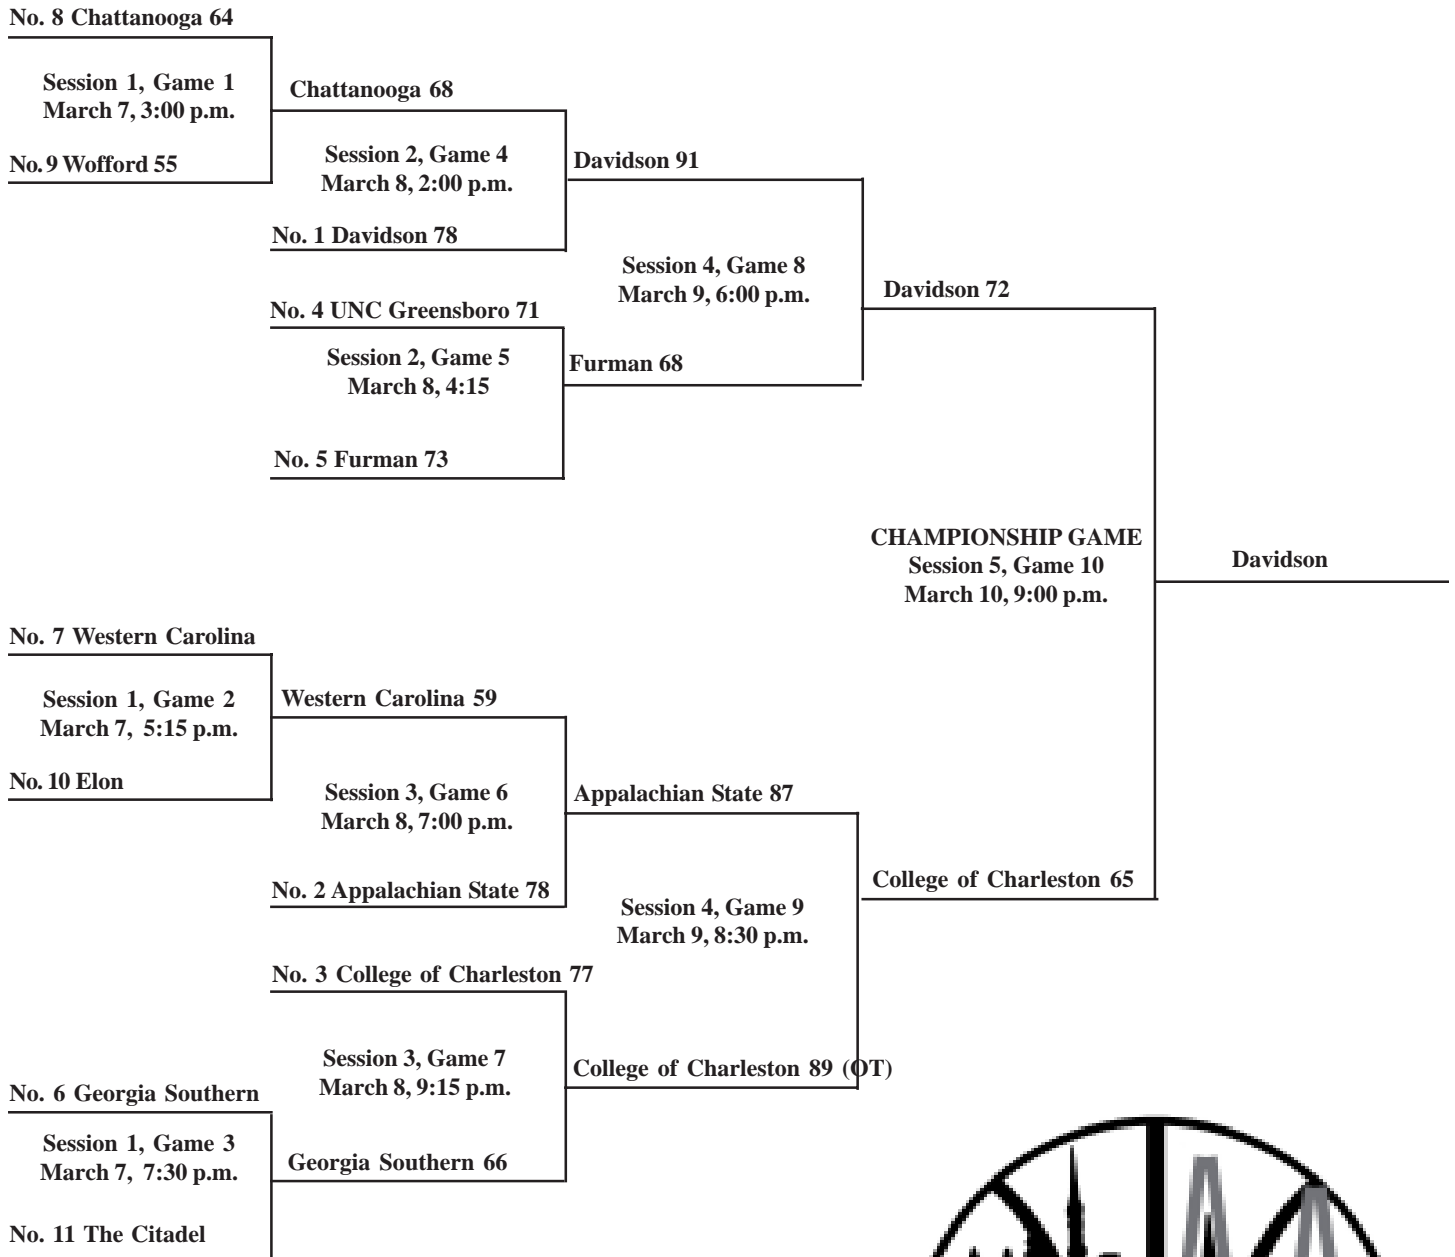 No. 8 Chattanooga 64
Session 1, Game 1
March 7, 3:00 p.m.
No. 9 Wofford 55
Chattanooga 68
Session 2, Game 4
March 8, 2:00 p.m.
No. 1 Davidson 78
Davidson 91
Session 4, Game 8
March 9, 6:00 p.m.
No. 4 UNC Greensboro 71
Session 2, Game 5
March 8, 4:15
No. 5 Furman 73
Furman 68
Davidson 72
CHAMPIONSHIP GAME
Session 5, Game 10
March 10, 9:00 p.m.
Davidson
No. 7 Western Carolina
Session 1, Game 2
March 7, 5:15 p.m.
No. 10 Elon
Western Carolina 59
Session 3, Game 6
March 8, 7:00 p.m.
No. 2 Appalachian State 78
Appalachian State 87
Session 4, Game 9
March 9, 8:30 p.m.
College of Charleston 65
No. 3 College of Charleston 77
Session 3, Game 7
March 8, 9:15 p.m.
College of Charleston 89 (OT)
No. 6 Georgia Southern
Session 1, Game 3
March 7, 7:30 p.m.
No. 11 The Citadel
Georgia Southern 66